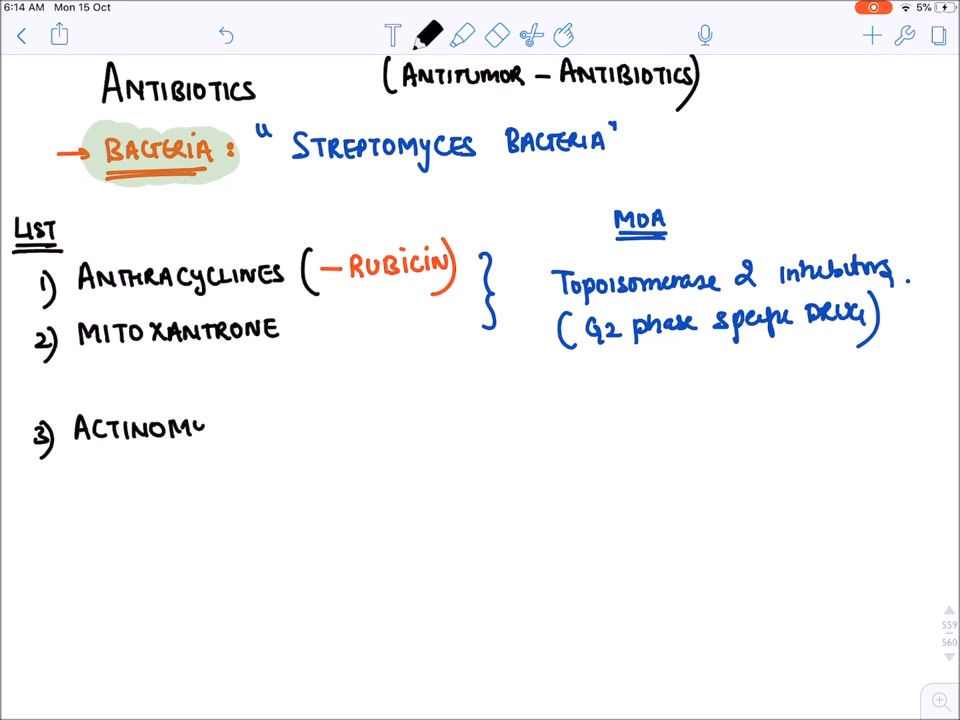 6:14 AM Mon 15 Oct 5%
T
ANTIBIOTICS (ANTITUMOR - ANTIBIOTICS)
→ BACTERIA : "STREPTOMYCES BACTERIA"
LIST MOA
1) ANTHRACYCLINES (- RUBICIN) } Topoisomerase 2 inhibitors.
2) MITOXANTRONE (G2 phase specific DRUG)
3) ACTINOM
559
560